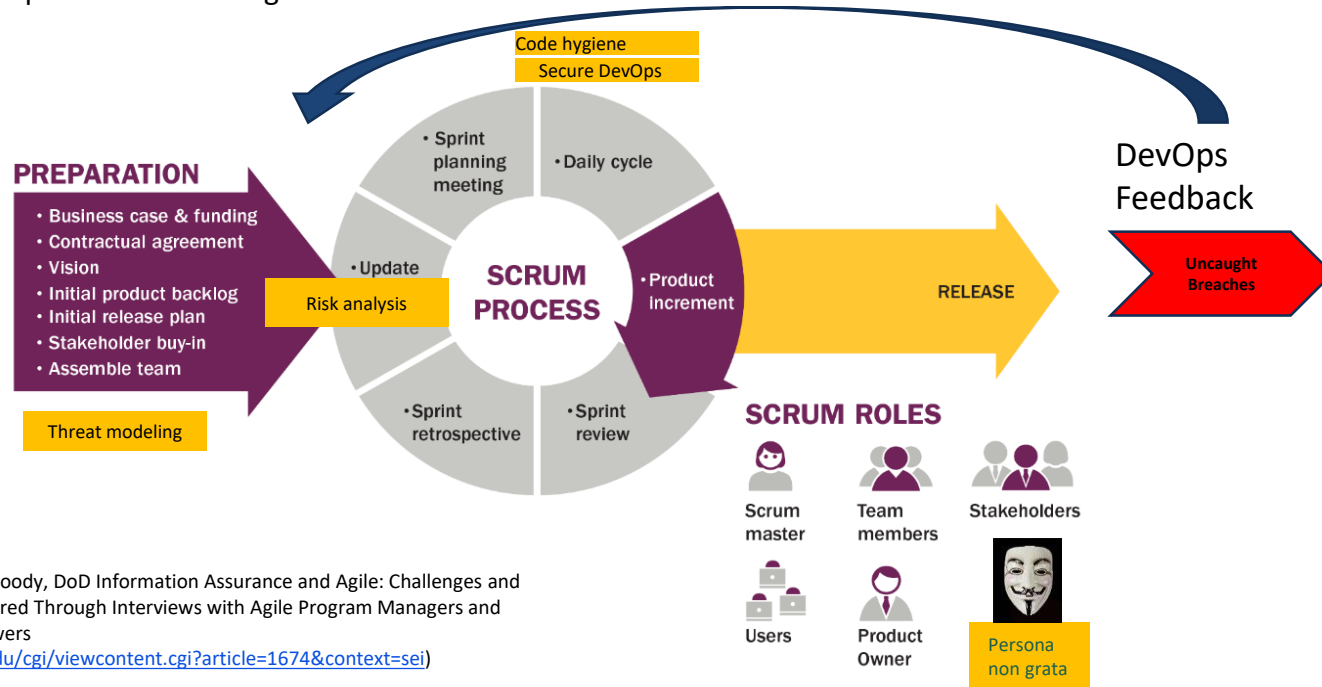 Code hygiene
Secure DevOps
PREPARATION
• Business case & funding
• Contractual agreement
• Vision
• Initial product backlog
• Initial release plan
• Stakeholder buy-in
• Assemble team
Threat modeling
Risk analysis
• Sprint
planning
meeting
• Daily cycle
• Update
SCRUM
PROCESS
• Product
increment
• Sprint
retrospective
• Sprint
review
RELEASE
DevOps
Feedback
Uncaught
Breaches
SCRUM ROLES
Scrum
master
Team
members
Stakeholders
Users
Product
Owner
Persona
non grata
oody, DoD Information Assurance and Agile: Challenges and
red Through Interviews with Agile Program Managers and
vers
du/cgi/viewcontent.cgi?article=1674&context=sei)